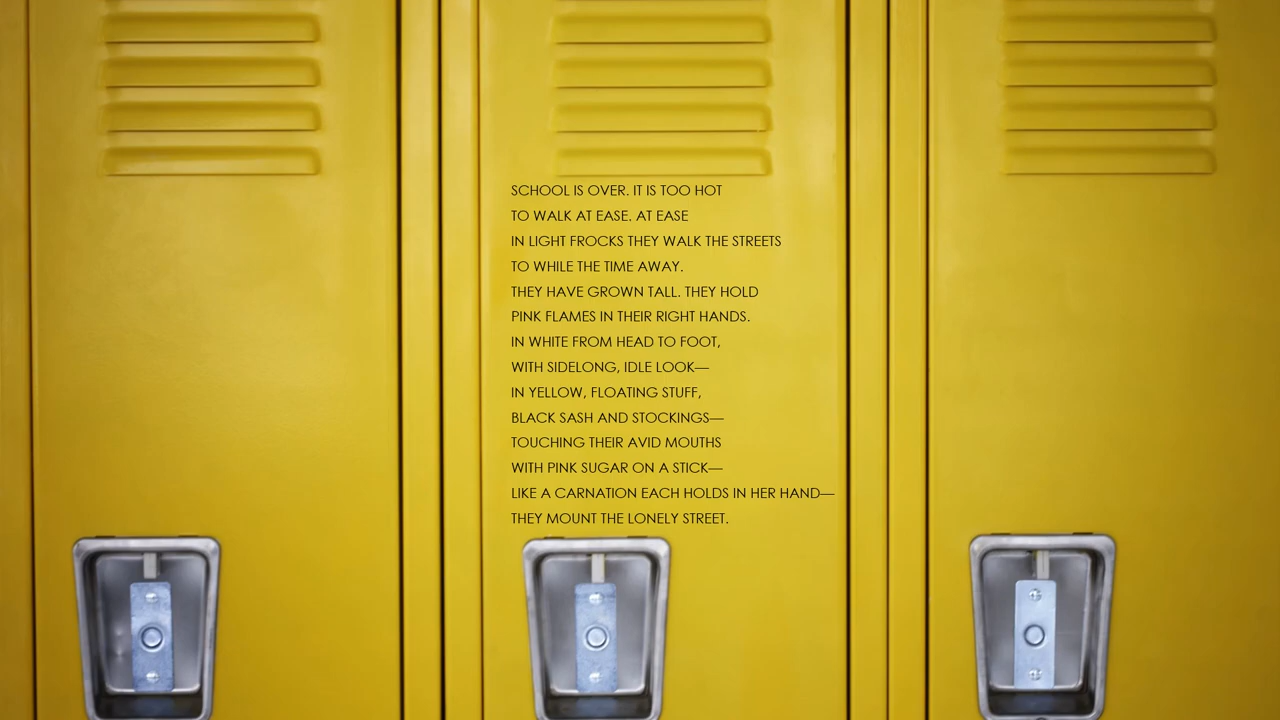 SCHOOL IS OVER. IT IS TOO HOT
TO WALK AT EASE. AT EASE
IN LIGHT FROCKS THEY WALK THE STREETS
TO WHILE THE TIME AWAY.
THEY HAVE GROWN TALL. THEY HOLD
PINK FLAMES IN THEIR RIGHT HANDS.
IN WHITE FROM HEAD TO FOOT,
WITH SIDELONG, IDLE LOOK—
IN YELLOW, FLOATING STUFF,
BLACK SASH AND STOCKINGS—
TOUCHING THEIR AVID MOUTHS
WITH PINK SUGAR ON A STICK—
LIKE A CARNATION EACH HOLDS IN HER HAND—
THEY MOUNT THE LONELY STREET.